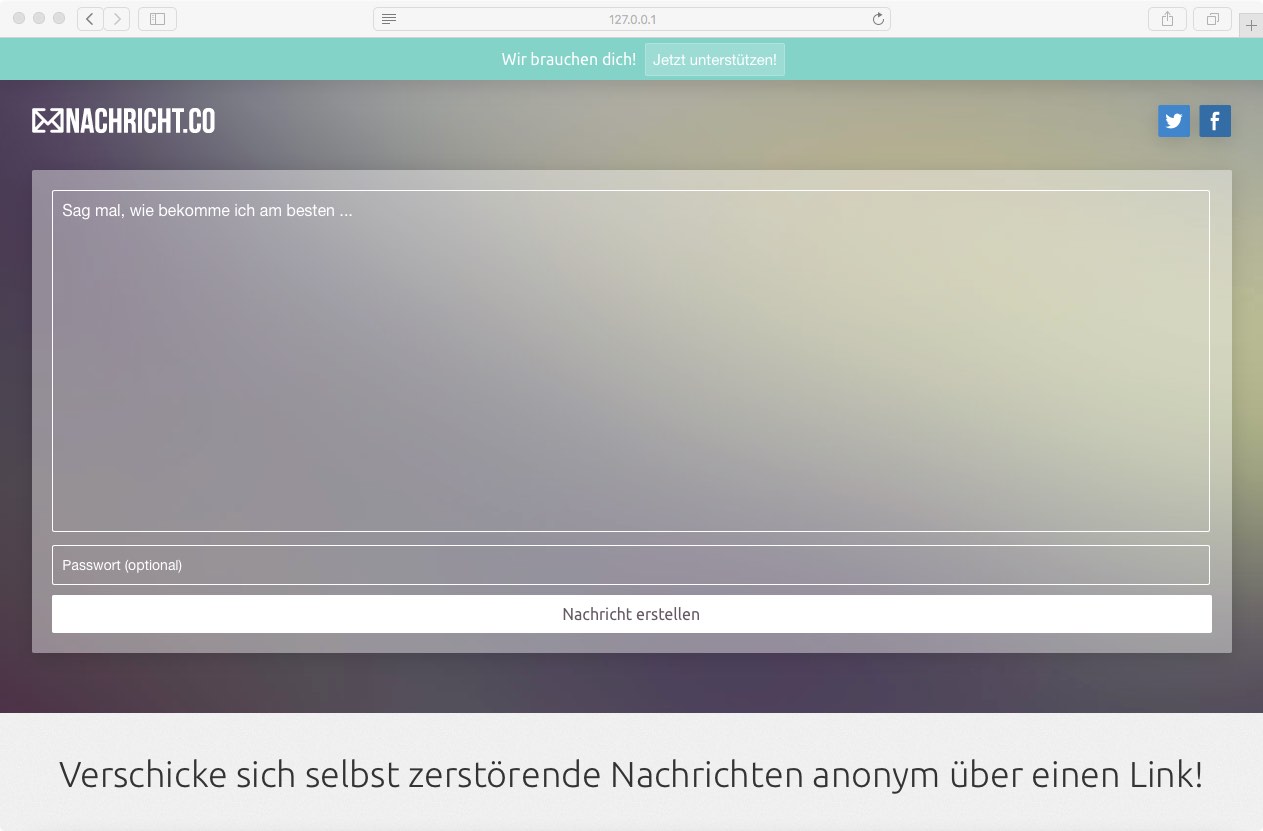 127.0.0.1
Wir brauchen dich! Jetzt unterstützen!
NACHRICHT.CO
Sag mal, wie bekomme ich am besten ...
Passwort (optional)
Nachricht erstellen
Verschicke sich selbst zerstörende Nachrichten anonym über einen Link!